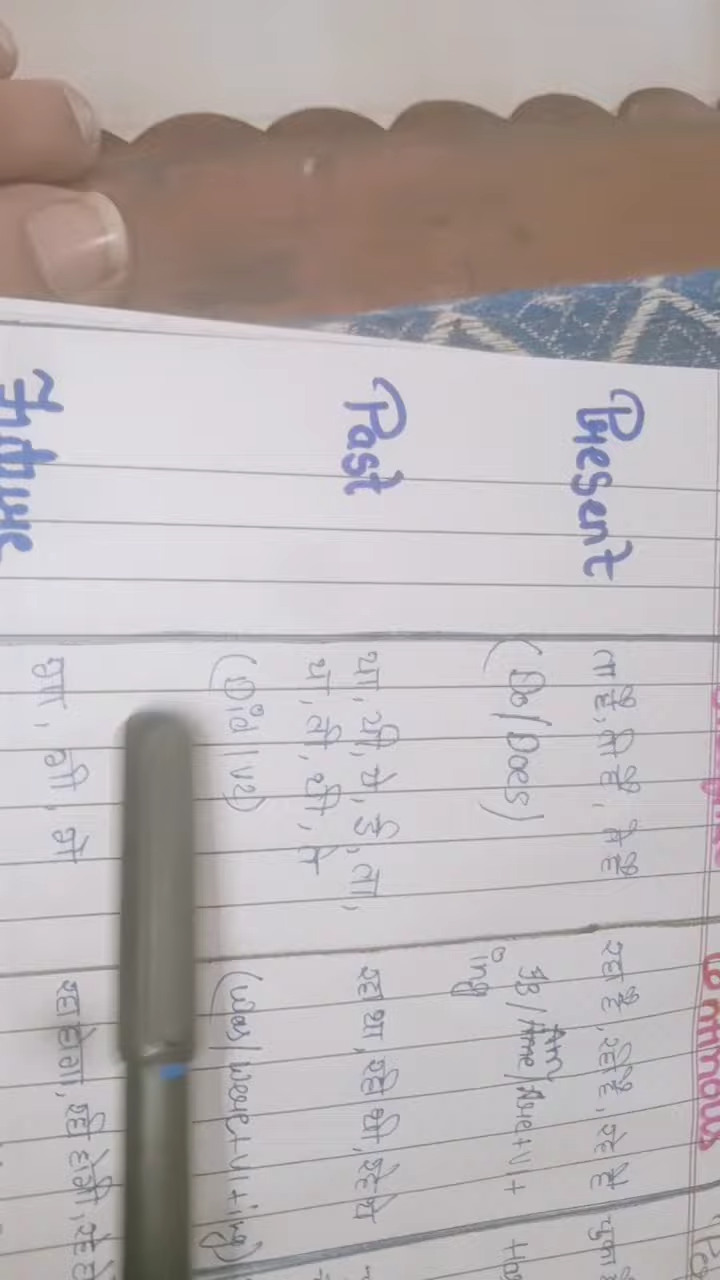 Continuous
Present
ता है, ती है, ते है
(Do/Does)
रहा है, रही है, रहे है
Is/Am/Are+V1+
ing
Past
या, यी, ये, ई, ता,
था, ती, थी, ते
(Did/V2)
रहा था, रही थी, रहे थे
(Was/Were+V1+ing)
Future
गा, गी, गे
रहा होगा, रही होगी,